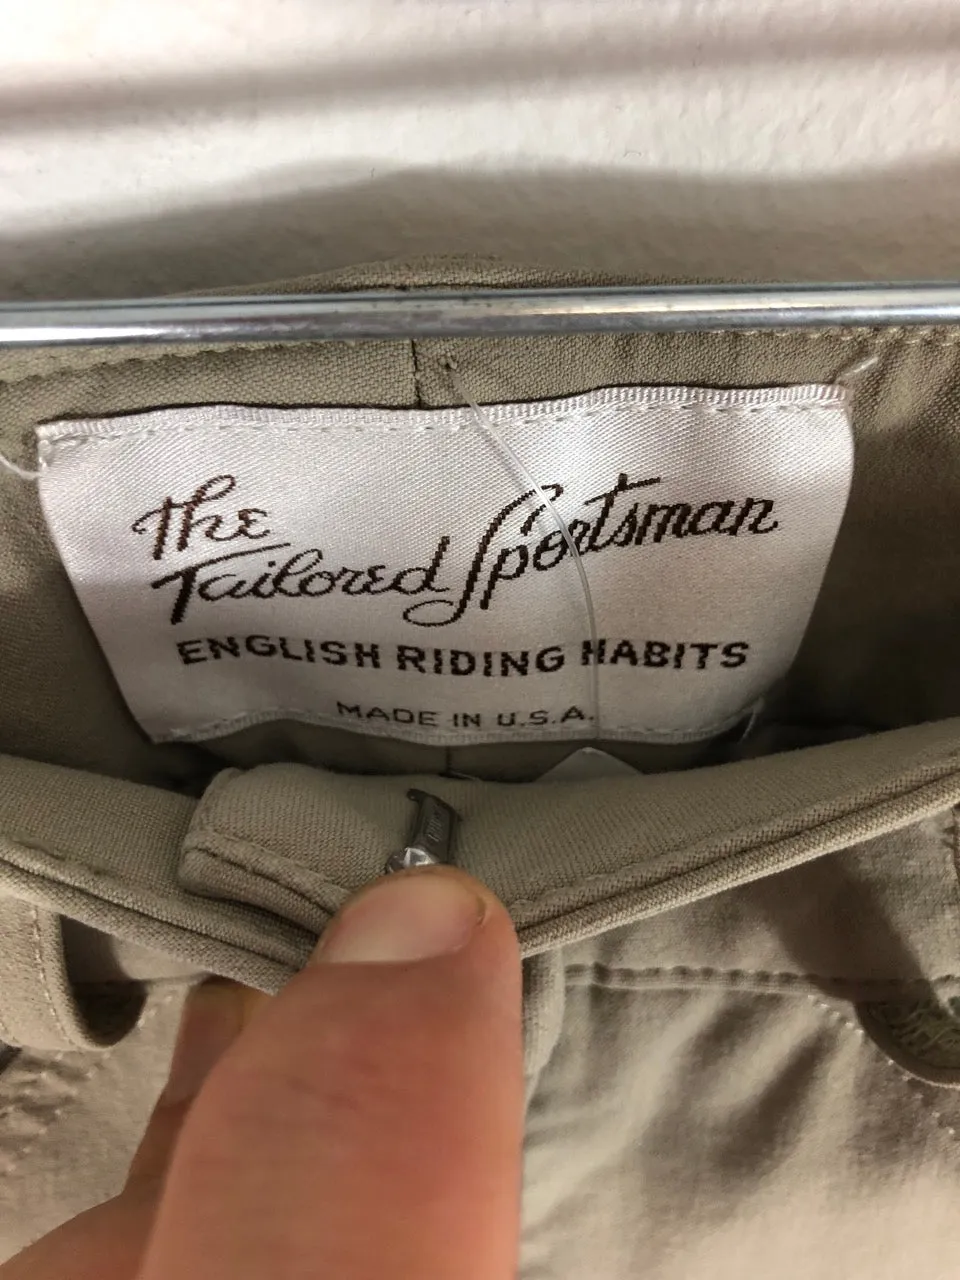 The
Tailored Sportsman
ENGLISH RIDING HABITS
MADE IN U.S.A.